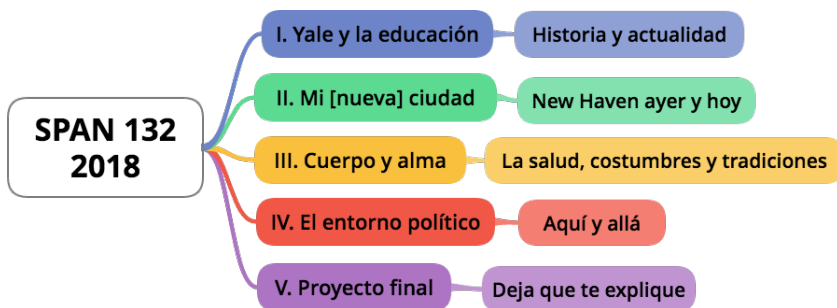 SPAN 132
2018
I. Yale y la educación
Historia y actualidad
II. Mi [nueva] ciudad
New Haven ayer y hoy
III. Cuerpo y alma
La salud, costumbres y tradiciones
IV. El entorno político
Aquí y allá
V. Proyecto final
Deja que te explique